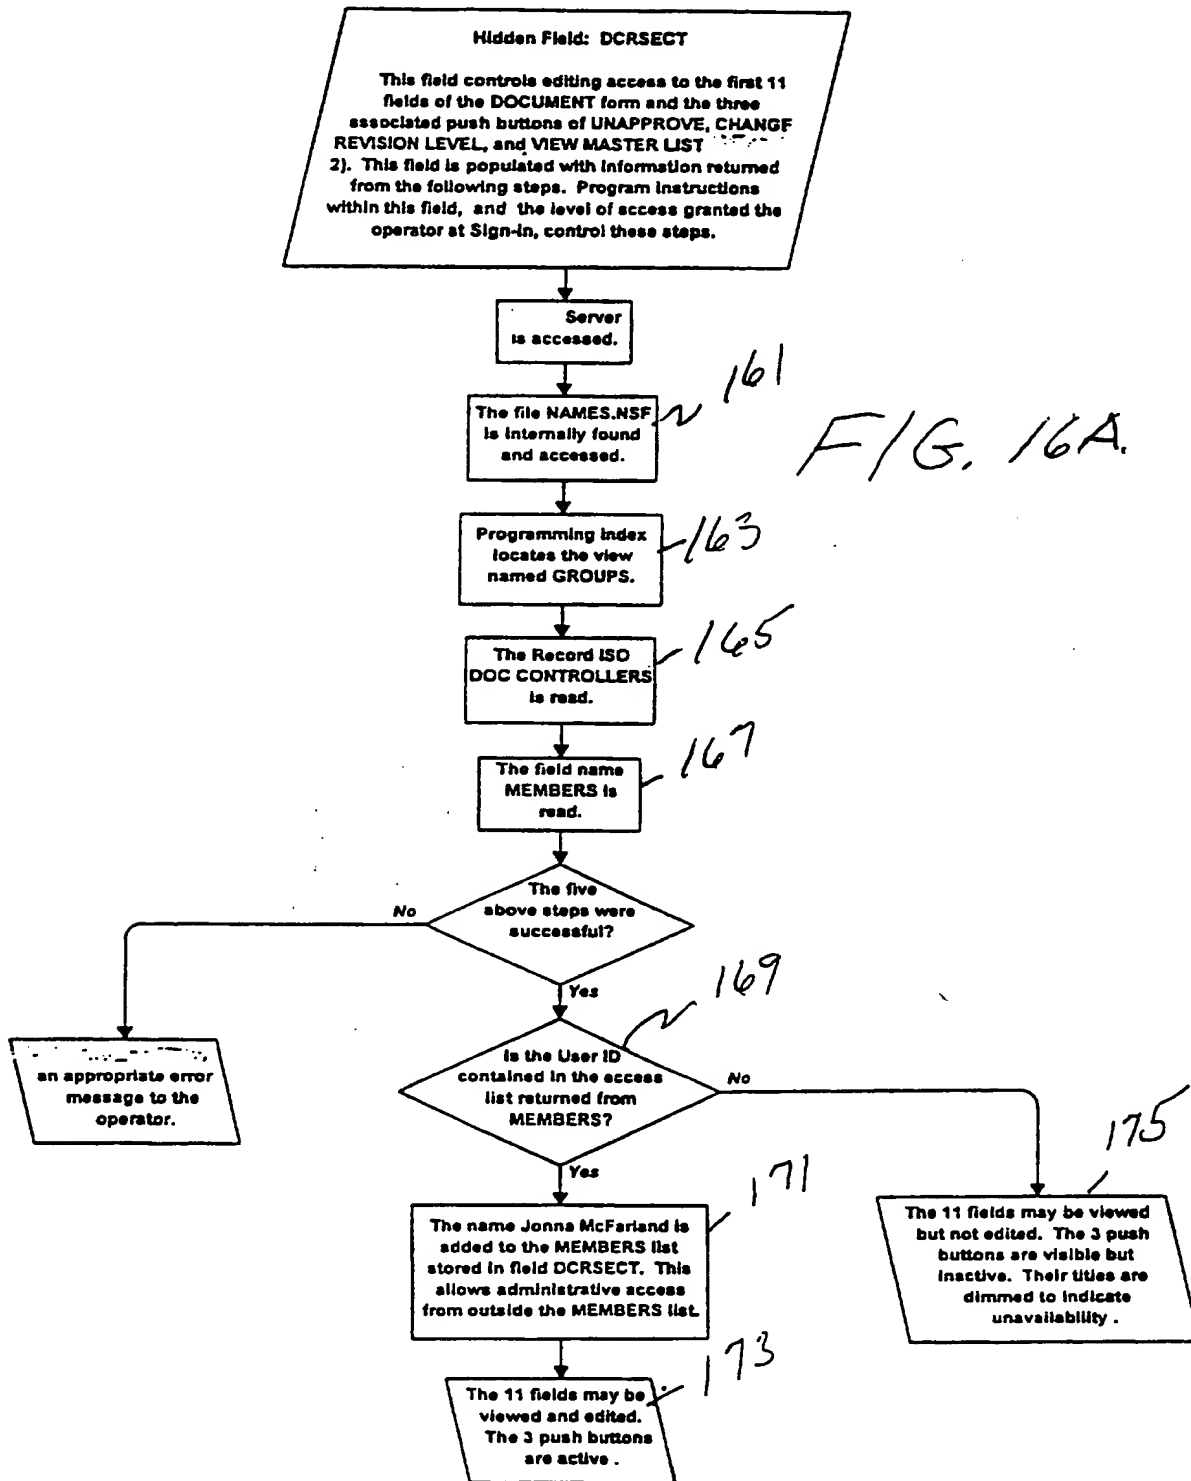 Hidden Field: DCRSECT
This field controls editing access to the first 11
fields of the DOCUMENT form and the three
associated push buttons of UNAPPROVE, CHANGE
REVISION LEVEL, and VIEW MASTER LIST
2). This field is populated with information returned
from the following steps. Program instructions
within this field, and the level of access granted the
operator at Sign-in, control these steps.
Server
is accessed.
161
The file NAMES.NSF
is internally found
and accessed.
FIG. 16A.
Programming index
locates the view
named GROUPS.
163
The Record ISO
DOC CONTROLLERS
is read.
165
The field name
MEMBERS is
read.
167
The five
above steps were
successful?
No
Yes
169
an appropriate error
message to the
operator.
Is the User ID
contained in the access
list returned from
MEMBERS?
No
Yes
171
175
The name Jonna McFarland is
added to the MEMBERS list
stored in field DCRSECT. This
allows administrative access
from outside the MEMBERS list.
The 11 fields may be viewed
but not edited. The 3 push
buttons are visible but
inactive. Their titles are
dimmed to indicate
unavailability .
173
The 11 fields may be
viewed and edited.
The 3 push buttons
are active .